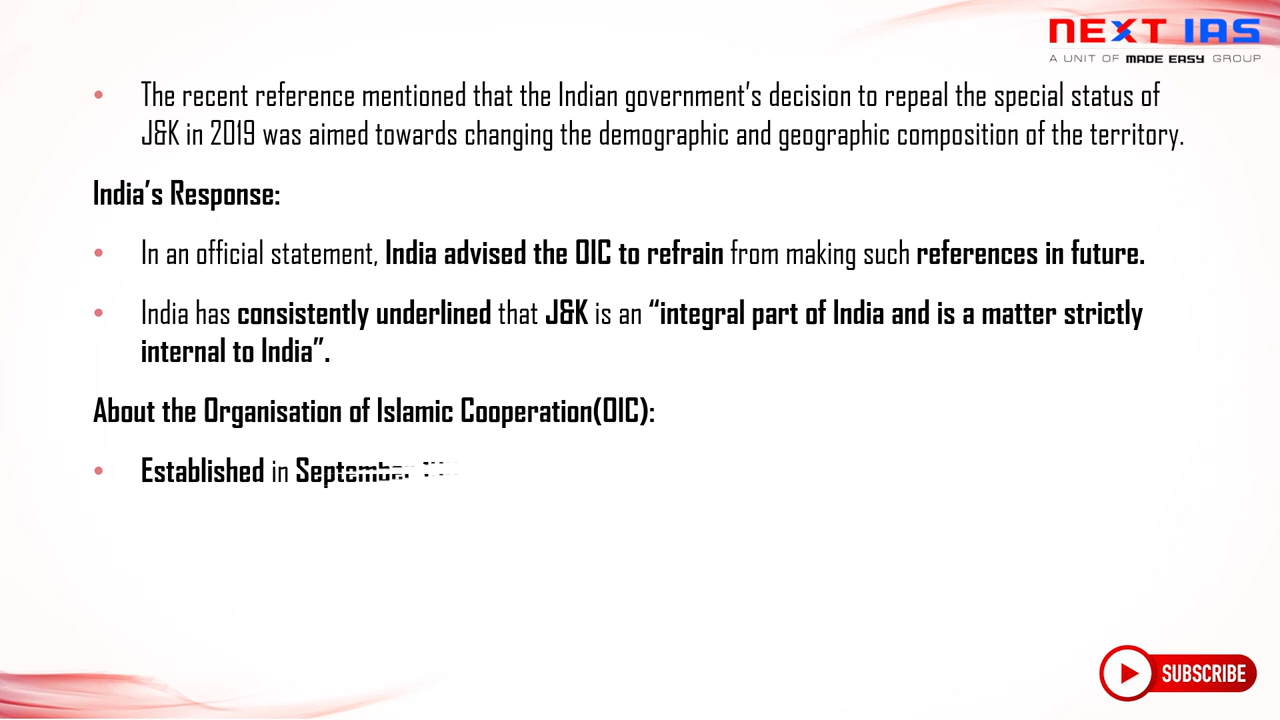 NEXT IAS
A UNIT OF MADE EASY GROUP
• The recent reference mentioned that the Indian government’s decision to repeal the special status of
J&K in 2019 was aimed towards changing the demographic and geographic composition of the territory.
India’s Response:
• In an official statement, India advised the OIC to refrain from making such references in future.
• India has consistently underlined that J&K is an “integral part of India and is a matter strictly
internal to India”.
About the Organisation of Islamic Cooperation(OIC):
• Established in September
SUBSCRIBE